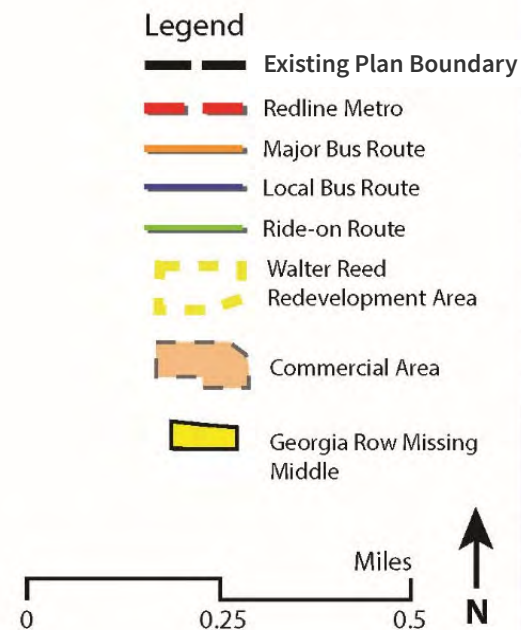 Legend
Existing Plan Boundary
Redline Metro
Major Bus Route
Local Bus Route
Ride-on Route
Walter Reed
Redevelopment Area
Commercial Area
Georgia Row Missing
Middle
Miles
0 0.25 0.5 N